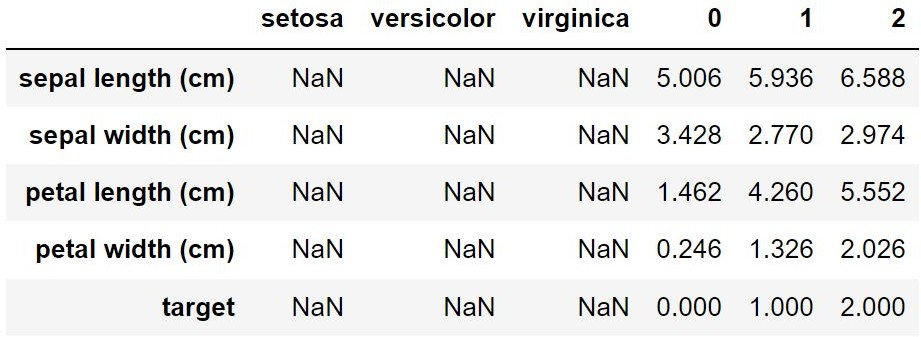 setosa versicolor virginica 0 1 2
sepal length (cm) NaN NaN NaN 5.006 5.936 6.588
sepal width (cm) NaN NaN NaN 3.428 2.770 2.974
petal length (cm) NaN NaN NaN 1.462 4.260 5.552
petal width (cm) NaN NaN NaN 0.246 1.326 2.026
target NaN NaN NaN 0.000 1.000 2.000